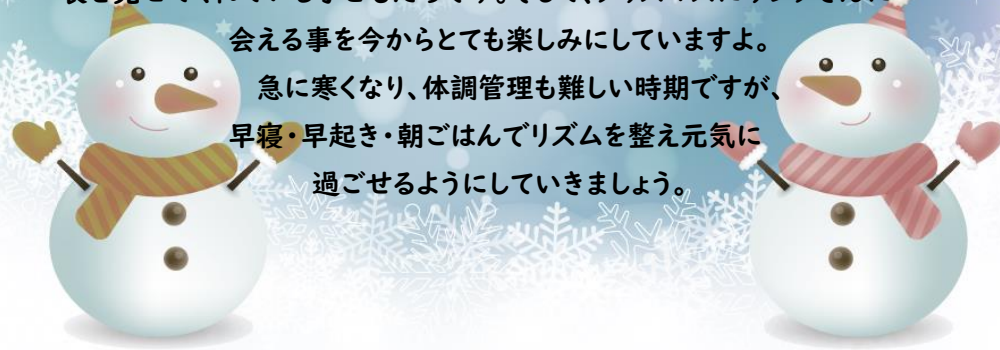 会える事を今からとても楽しみにしていますよ。
急に寒くなり、体調管理も難しい時期ですが、
早寝・早起き・朝ごはんでリズムを整え元気に
過ごせるようにしていきましょう。